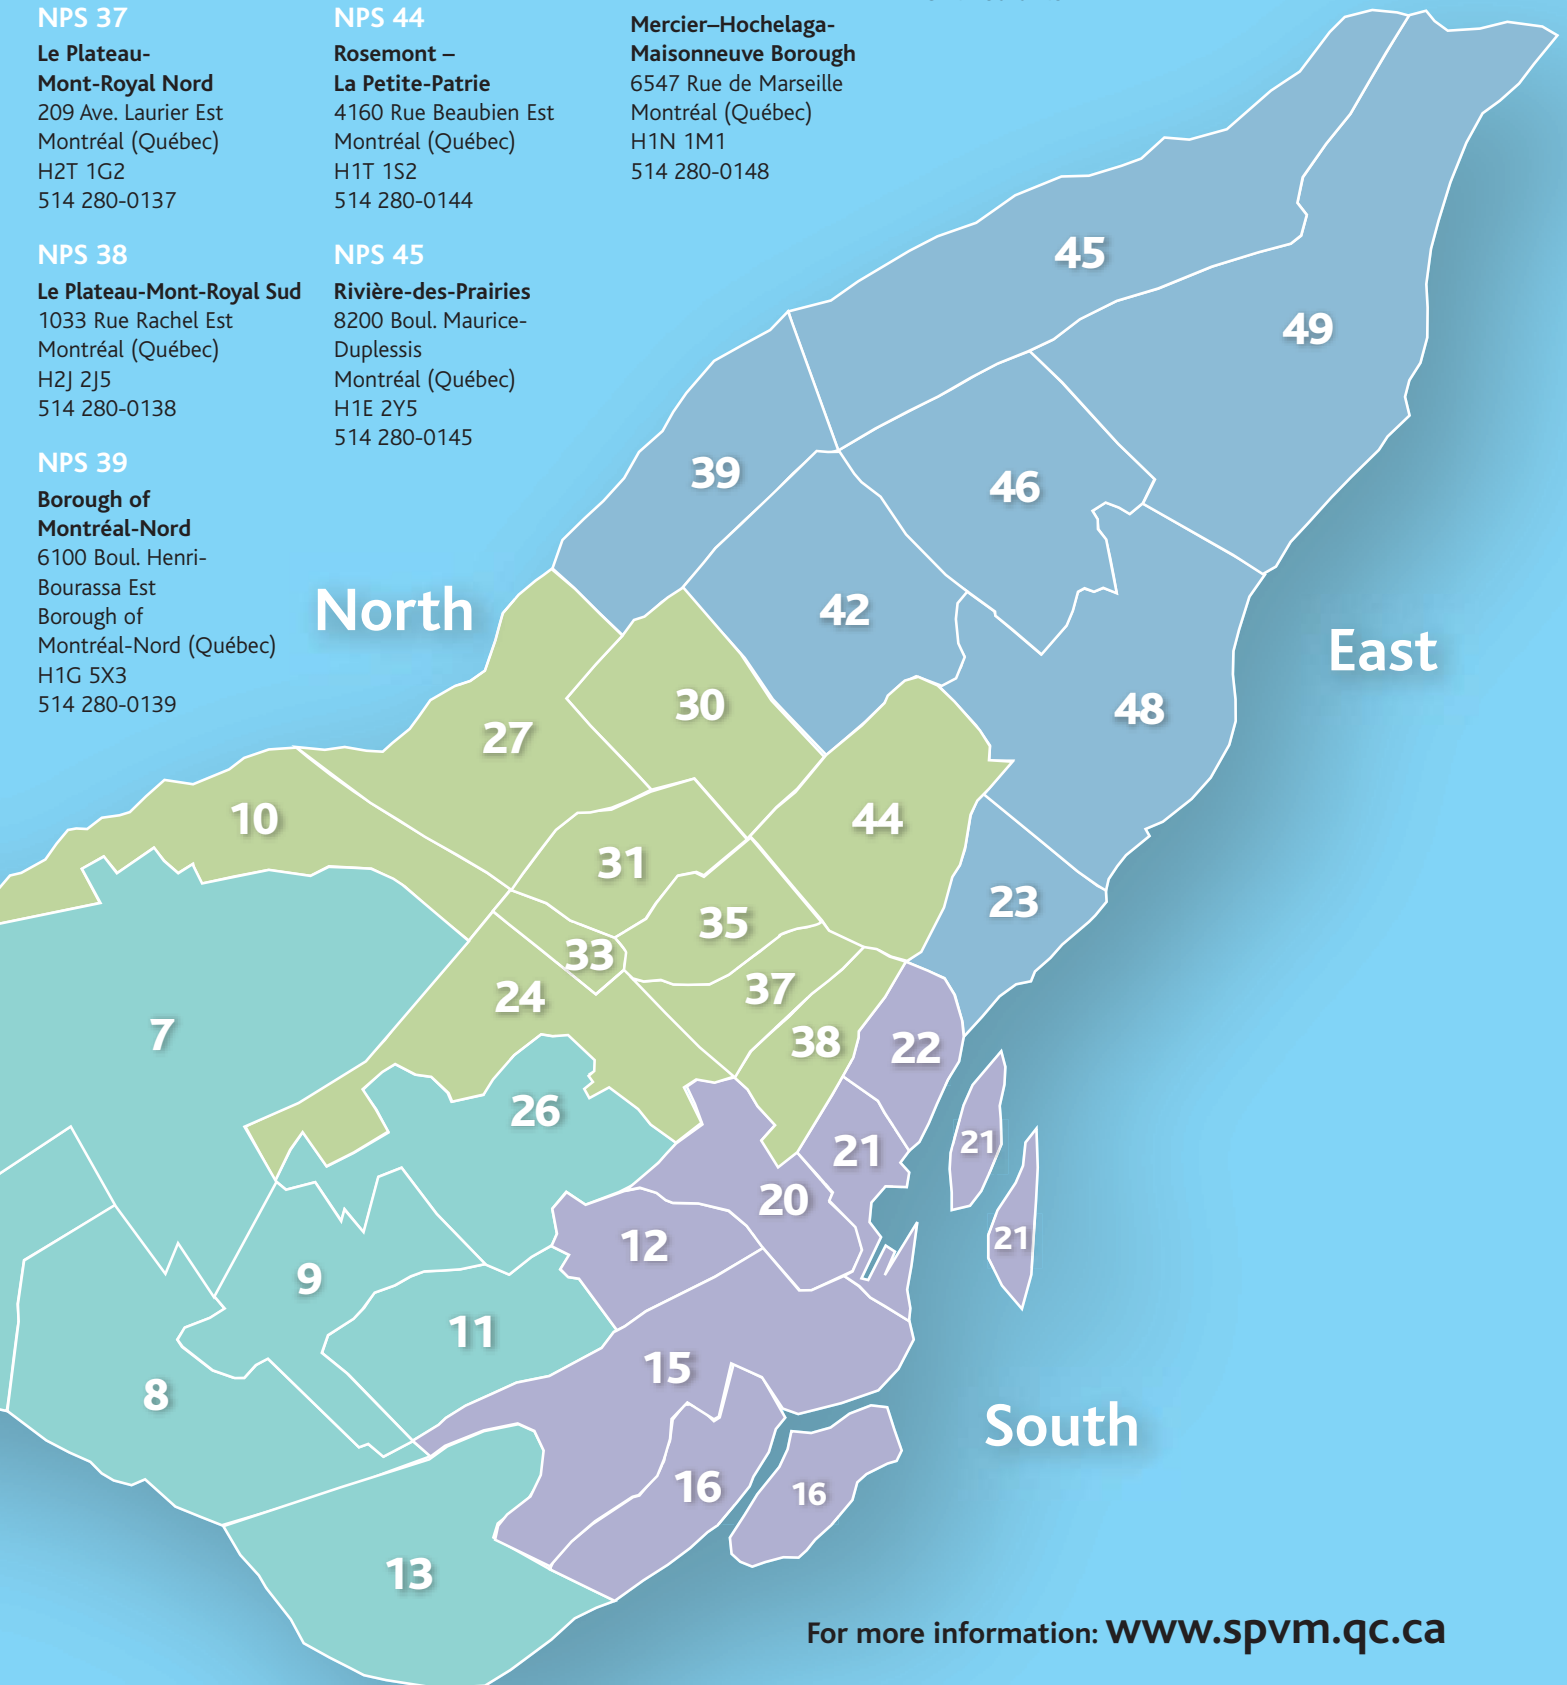 NPS 37
Le Plateau-
Mont-Royal Nord
209 Ave. Laurier Est
Montréal (Québec)
H2T 1G2
514 280-0137
NPS 38
Le Plateau-Mont-Royal Sud
1033 Rue Rachel Est
Montréal (Québec)
H2J 2J5
514 280-0138
NPS 39
Borough of
Montréal-Nord
6100 Boul. Henri-
Bourassa Est
Borough of
Montréal-Nord (Québec)
H1G 5X3
514 280-0139
NPS 44
Rosemont –
La Petite-Patrie
4160 Rue Beaubien Est
Montréal (Québec)
H1T 1S2
514 280-0144
NPS 45
Rivière-des-Prairies
8200 Boul. Maurice-
Duplessis
Montréal (Québec)
H1E 2Y5
514 280-0145
Mercier–Hochelaga-
Maisonneuve Borough
6547 Rue de Marseille
Montréal (Québec)
H1N 1M1
514 280-0148
45
49
39
46
42
North
East
30
48
27
10
44
31
23
35
33
37
24
7
38
22
26
21
21
20
12
21
9
11
15
8
South
16
16
13
For more information: www.spvm.qc.ca